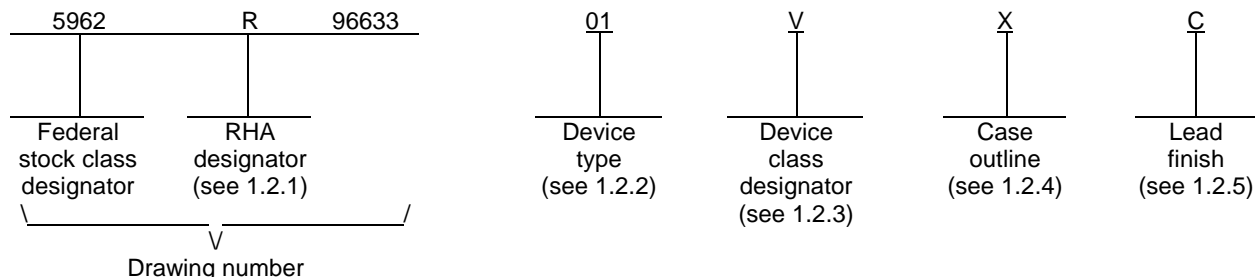 5962 R 96633 01 V X C
Federal stock class designator
RHA designator (see 1.2.1)
Device type (see 1.2.2)
Device class designator (see 1.2.3)
Case outline (see 1.2.4)
Lead finish (see 1.2.5)
Drawing number